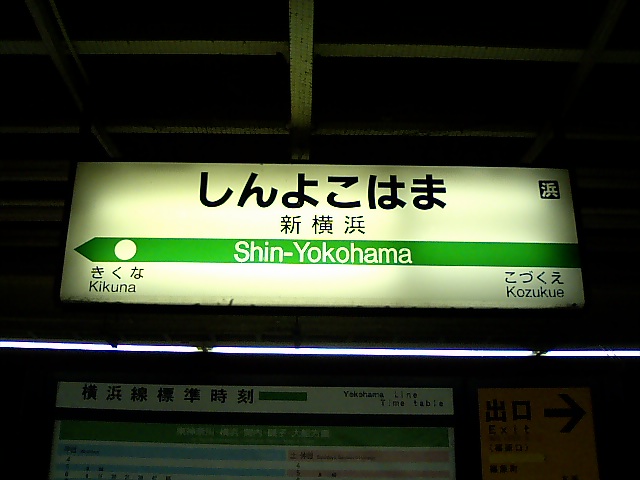 しんよこはま
浜
新横浜
Shin-Yokohama
きくな
Kikuna
こづくえ
Kozukue
横浜線標準時刻
Yokohama Line
Time table
出口
Exit